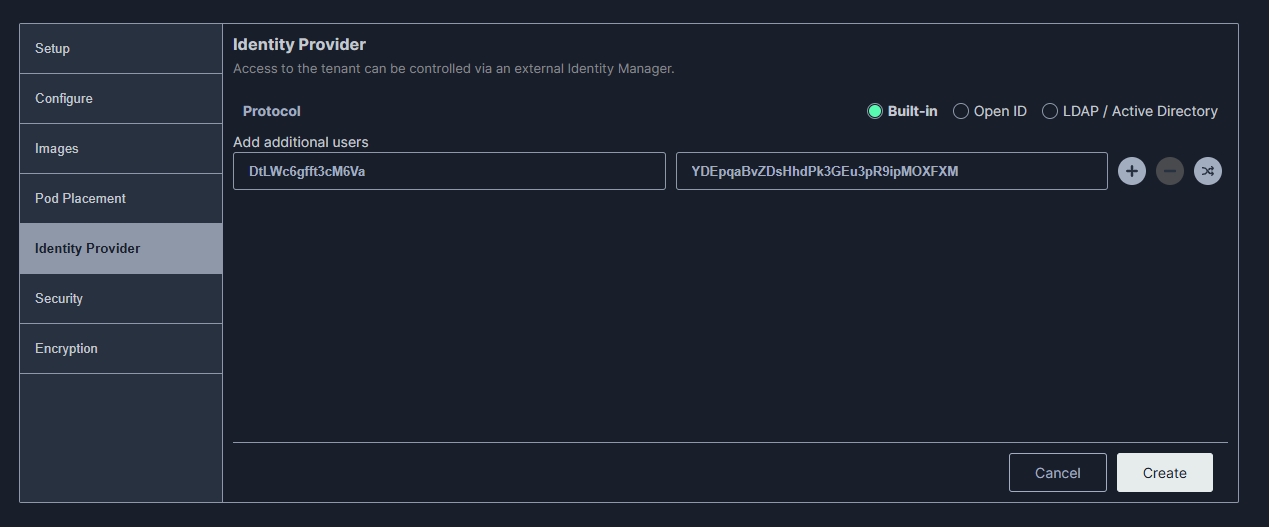 Setup
Configure
Images
Pod Placement
Identity Provider
Security
Encryption
Identity Provider
Access to the tenant can be controlled via an external Identity Manager.
Protocol
Built-in Open ID LDAP / Active Directory
Add additional users
DtLWc6gfft3cM6Va YDEpqaBvZDsHhdPk3GEu3pR9ipMOXFXM
Cancel Create